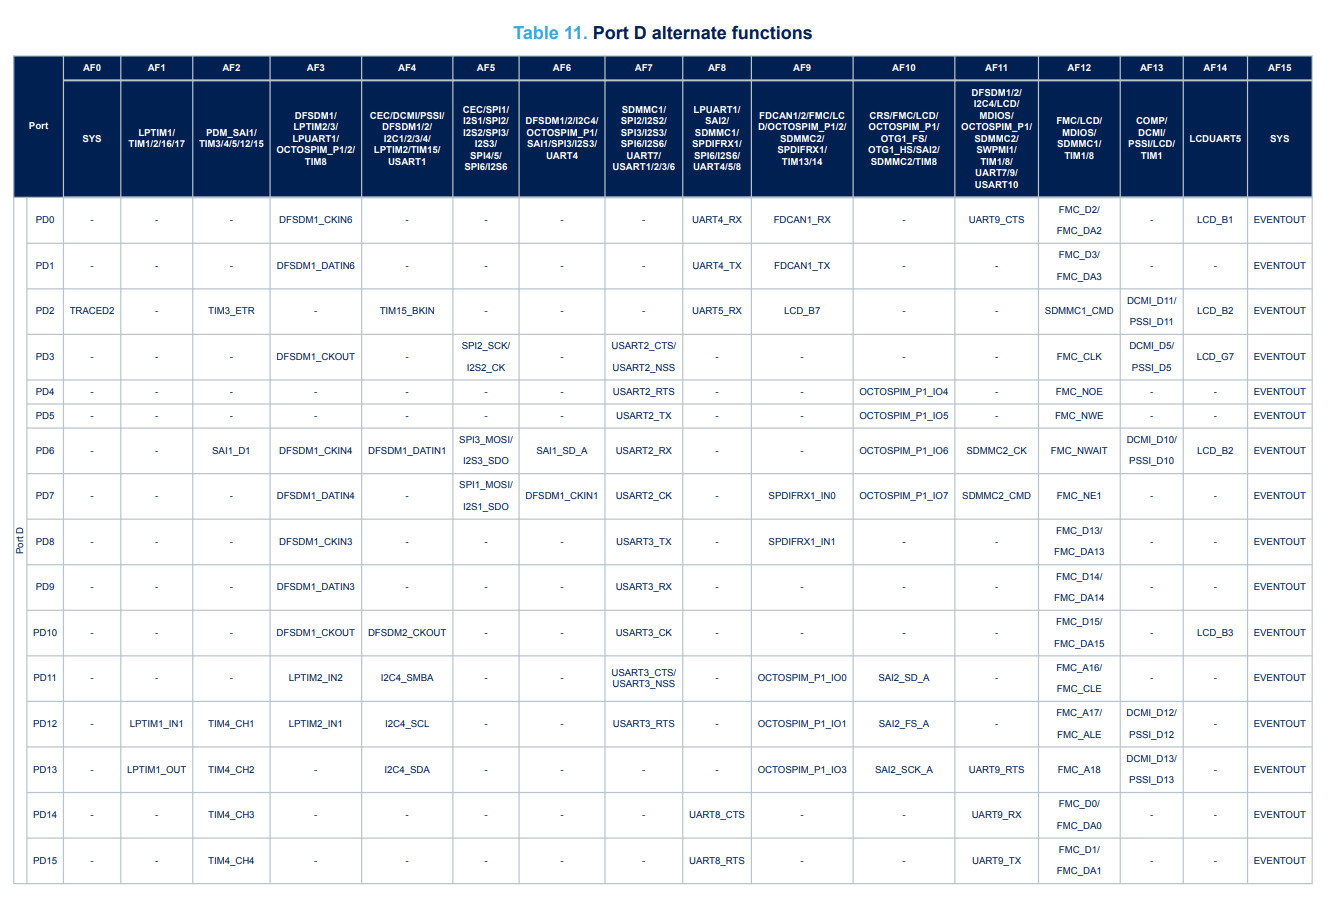 Table 11. Port D alternate functions
Port AF0 AF1 AF2 AF3 AF4 AF5 AF6 AF7 AF8 AF9 AF10 AF11 AF12 AF13 AF14 AF15
SYS
LPTIM1/
TIM1/2/16/17
PDM_SAI1/
TIM3/4/5/12/15
DFSDM1/
LPTIM2/3/
LPUART1/
OCTOSPIM_P1/2/
TIM8
CEC/DCMI/PSSI/
DFSDM1/2/
I2C1/2/3/4/
LPTIM2/TIM15/
USART1
CEC/SPI1/
I2S1/SPI2/
I2S2/SPI3/
I2S3/
SPI4/5/
SPI6/I2S6
DFSDM1/2/I2C4/
OCTOSPIM_P1/
SAI1/SPI3/I2S3/
UART4
SDMMC1/
SPI2/I2S2/
SPI3/I2S3/
SPI6/I2S6/
UART7/
USART1/2/3/6
LPUART1/
SAI2/
SDMMC1/
SPDIFRX1/
SPI6/I2S6/
UART4/5/8
FDCAN1/2/FMC/LC
D/OCTOSPIM_P1/2/
SDMMC2/
SPDIFRX1/
TIM13/14
CRS/FMC/LCD/
OCTOSPIM_P1/
OTG1_FS/
OTG1_HS/SAI2/
SDMMC2/TIM8
DFSDM1/2/
I2C4/LCD/
MDIOS/
OCTOSPIM_P1/
SDMMC2/
SWPMI1/
TIM1/8/
UART7/9/
USART10
FMC/LCD/
MDIOS/
SDMMC1/
TIM1/8
COMP/
DCMI/
PSSI/LCD/
TIM1
LCDUART5
SYS
Port D
PD0 - - - DFSDM1_CKIN6 - - - - UART4_RX FDCAN1_RX - UART9_CTS FMC_D2/
FMC_DA2 - LCD_B1 EVENTOUT
PD1 - - - DFSDM1_DATIN6 - - - - UART4_TX FDCAN1_TX - - FMC_D3/
FMC_DA3 - - EVENTOUT
PD2 TRACED2 - TIM3_ETR - TIM15_BKIN - - - UART5_RX LCD_B7 - - SDMMC1_CMD DCMI_D11/
PSSI_D11 LCD_B2 EVENTOUT
PD3 - - - DFSDM1_CKOUT - SPI2_SCK/
I2S2_CK - USART2_CTS/
USART2_NSS - - - - FMC_CLK DCMI_D5/
PSSI_D5 LCD_G7 EVENTOUT
PD4 - - - - - - - USART2_RTS - - OCTOSPIM_P1_IO4 - FMC_NOE - - EVENTOUT
PD5 - - - - - - - USART2_TX - - OCTOSPIM_P1_IO5 - FMC_NWE - - EVENTOUT
PD6 - - SAI1_D1 DFSDM1_CKIN4 DFSDM1_DATIN1 SPI3_MOSI/
I2S3_SDO SAI1_SD_A USART2_RX - - OCTOSPIM_P1_IO6 SDMMC2_CK FMC_NWAIT DCMI_D10/
PSSI_D10 LCD_B2 EVENTOUT
PD7 - - - DFSDM1_DATIN4 - SPI1_MOSI/
I2S1_SDO DFSDM1_CKIN1 USART2_CK - SPDIFRX1_IN0 OCTOSPIM_P1_IO7 SDMMC2_CMD FMC_NE1 - - EVENTOUT
PD8 - - - DFSDM1_CKIN3 - - - USART3_TX - SPDIFRX1_IN1 - - FMC_D13/
FMC_DA13 - - EVENTOUT
PD9 - - - DFSDM1_DATIN3 - - - USART3_RX - - - - FMC_D14/
FMC_DA14 - - EVENTOUT
PD10 - - - DFSDM1_CKOUT DFSDM2_CKOUT - - USART3_CK - - - - FMC_D15/
FMC_DA15 - LCD_B3 EVENTOUT
PD11 - - - LPTIM2_IN2 I2C4_SMBA - - USART3_CTS/
USART3_NSS - OCTOSPIM_P1_IO0 SAI2_SD_A - FMC_A16/
FMC_CLE - - EVENTOUT
PD12 - LPTIM1_IN1 TIM4_CH1 LPTIM2_IN1 I2C4_SCL - - USART3_RTS - OCTOSPIM_P1_IO1 SAI2_FS_A - FMC_A17/
FMC_ALE DCMI_D12/
PSSI_D12 - EVENTOUT
PD13 - LPTIM1_OUT TIM4_CH2 - I2C4_SDA - - - - OCTOSPIM_P1_IO3 SAI2_SCK_A UART9_RTS FMC_A18 DCMI_D13/
PSSI_D13 - EVENTOUT
PD14 - - TIM4_CH3 - - - - - UART8_CTS - - UART9_RX FMC_D0/
FMC_DA0 - - EVENTOUT
PD15 - - TIM4_CH4 - - - - - UART8_RTS - - UART9_TX FMC_D1/
FMC_DA1 - - EVENTOUT